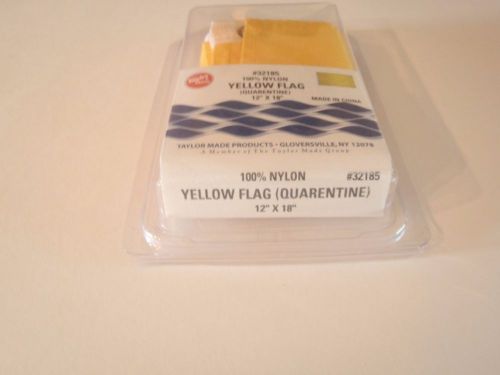 #32185
100% NYLON
YELLOW FLAG
(QUARENTINE)
12" X 18"
MADE IN CHINA
TAYLOR MADE PRODUCTS • GLOVERSVILLE, NY 12078
A Member of The Taylor Made Group
100% NYLON #32185
YELLOW FLAG (QUARENTINE)
12" X 18"